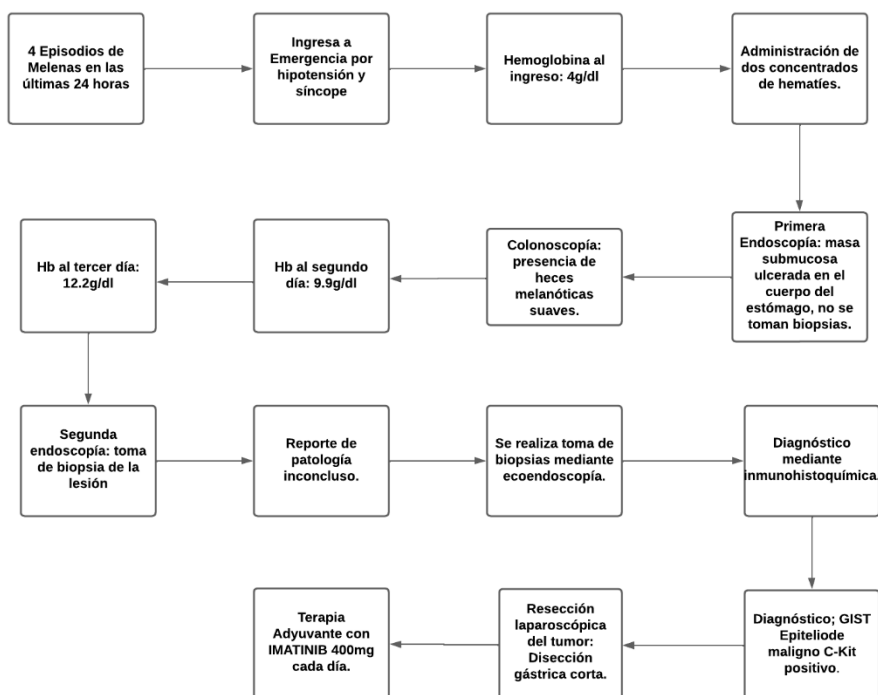 4 Episodios de
Melenas en las
últimas 24 horas
Ingresa a
Emergencia por
hipotensión y
síncope
Hemoglobina al
ingreso: 4g/dl
Administración de
dos concentrados
de hematíes.
Primera
Endoscopía: masa
submucosa
ulcerada en el
cuerpo del
estómago, no se
toman biopsias.
Colonoscopía:
presencia de
heces
melanóticas
suaves.
Hb al segundo
día: 9.9g/dl
Hb al tercer día:
12.2g/dl
Segunda
endoscopía: toma
de biopsia de la
lesión
Reporte de
patología
inconcluso.
Se realiza toma de
biopsias mediante
ecoendoscopía.
Diagnóstico
mediante
inmunohistoquímica.
Diagnóstico; GIST
Epiteliode
maligno C-Kit
positivo.
Resección
laparoscópica
del tumor:
Disección
gástrica corta.
Terapia
Adyuvante con
IMATINIB 400mg
cada día.